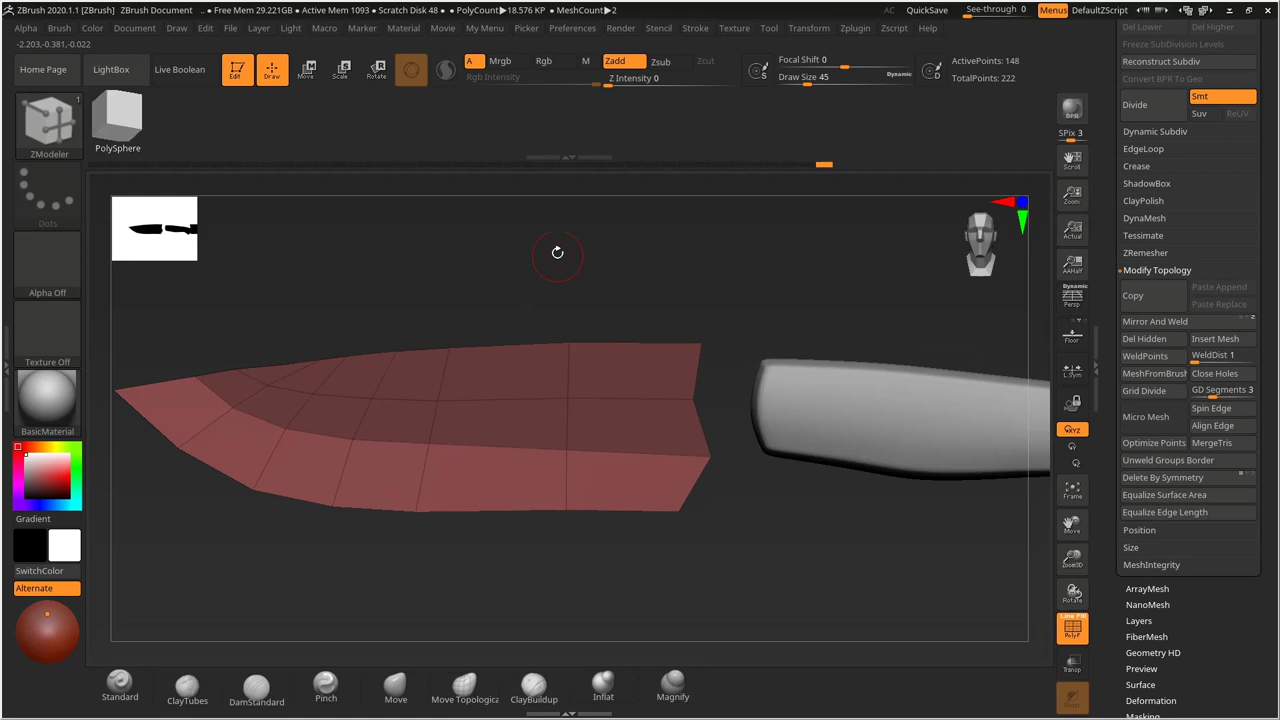 ZBrush 2020.1.1 [ZBrush] ZBrush Document .. • Free Mem 29.221GB • Active Mem 1093 • Scratch Disk 48 • PolyCount▸18.576 KP • MeshCount▸2
AC QuickSave See-through 0 Menus DefaultZScript
Alpha Brush Color Document Draw Edit File Layer Light Macro Marker Material Movie My Menu Picker Preferences Render Stencil Stroke Texture Tool Transform Zplugin Zscript Help
-2.203,-0.381,-0.022
Home Page LightBox Live Boolean Edit Draw Move Scale Rotate
A Mrgb Rgb M Zadd Zsub Zcut
Rgb Intensity Z Intensity 0
Focal Shift 0
Draw Size 45 Dynamic
S D
ActivePoints: 148
TotalPoints: 222
1
ZModeler
PolySphere
Dots
Alpha Off
Texture Off
BasicMaterial
Gradient
SwitchColor
Alternate
Standard ClayTubes DamStandard Pinch Move Move Topologica ClayBuildup Inflat Magnify
BPR
SPix 3
Scroll
Zoom
Actual
AAHalf
Dynamic
Persp
Floor
L.Sym
XYZ
Frame
Move
Zoom3D
Rotate
Line Fill
PolyF
Transp
Ghost
Del Lower Del Higher
Freeze SubDivision Levels
Reconstruct Subdiv
Convert BPR To Geo
Divide Smt
Suv ReUV
Dynamic Subdiv
EdgeLoop
Crease
ShadowBox
ClayPolish
DynaMesh
Tessimate
ZRemesher
Modify Topology
Copy Paste Append
Paste Replace
Mirror And Weld
Del Hidden Insert Mesh
WeldPoints WeldDist 1
MeshFromBrush Close Holes
Grid Divide GD Segments 3
Micro Mesh Spin Edge
Align Edge
Optimize Points MergeTris
Unweld Groups Border
Delete By Symmetry
Equalize Surface Area
Equalize Edge Length
Position
Size
MeshIntegrity
ArrayMesh
NanoMesh
Layers
FiberMesh
Geometry HD
Preview
Surface
Deformation
Masking